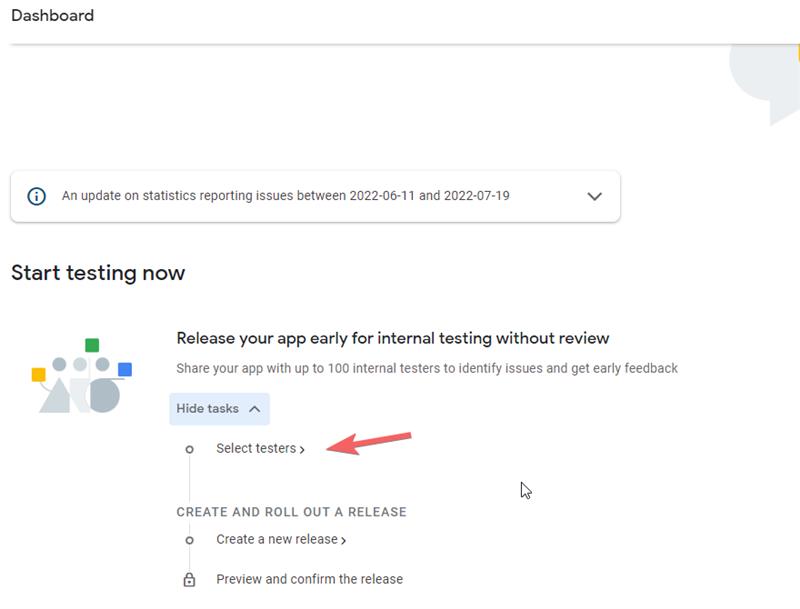 Dashboard
An update on statistics reporting issues between 2022-06-11 and 2022-07-19
Start testing now
Release your app early for internal testing without review
Share your app with up to 100 internal testers to identify issues and get early feedback
Hide tasks
Select testers
CREATE AND ROLL OUT A RELEASE
Create a new release
Preview and confirm the release